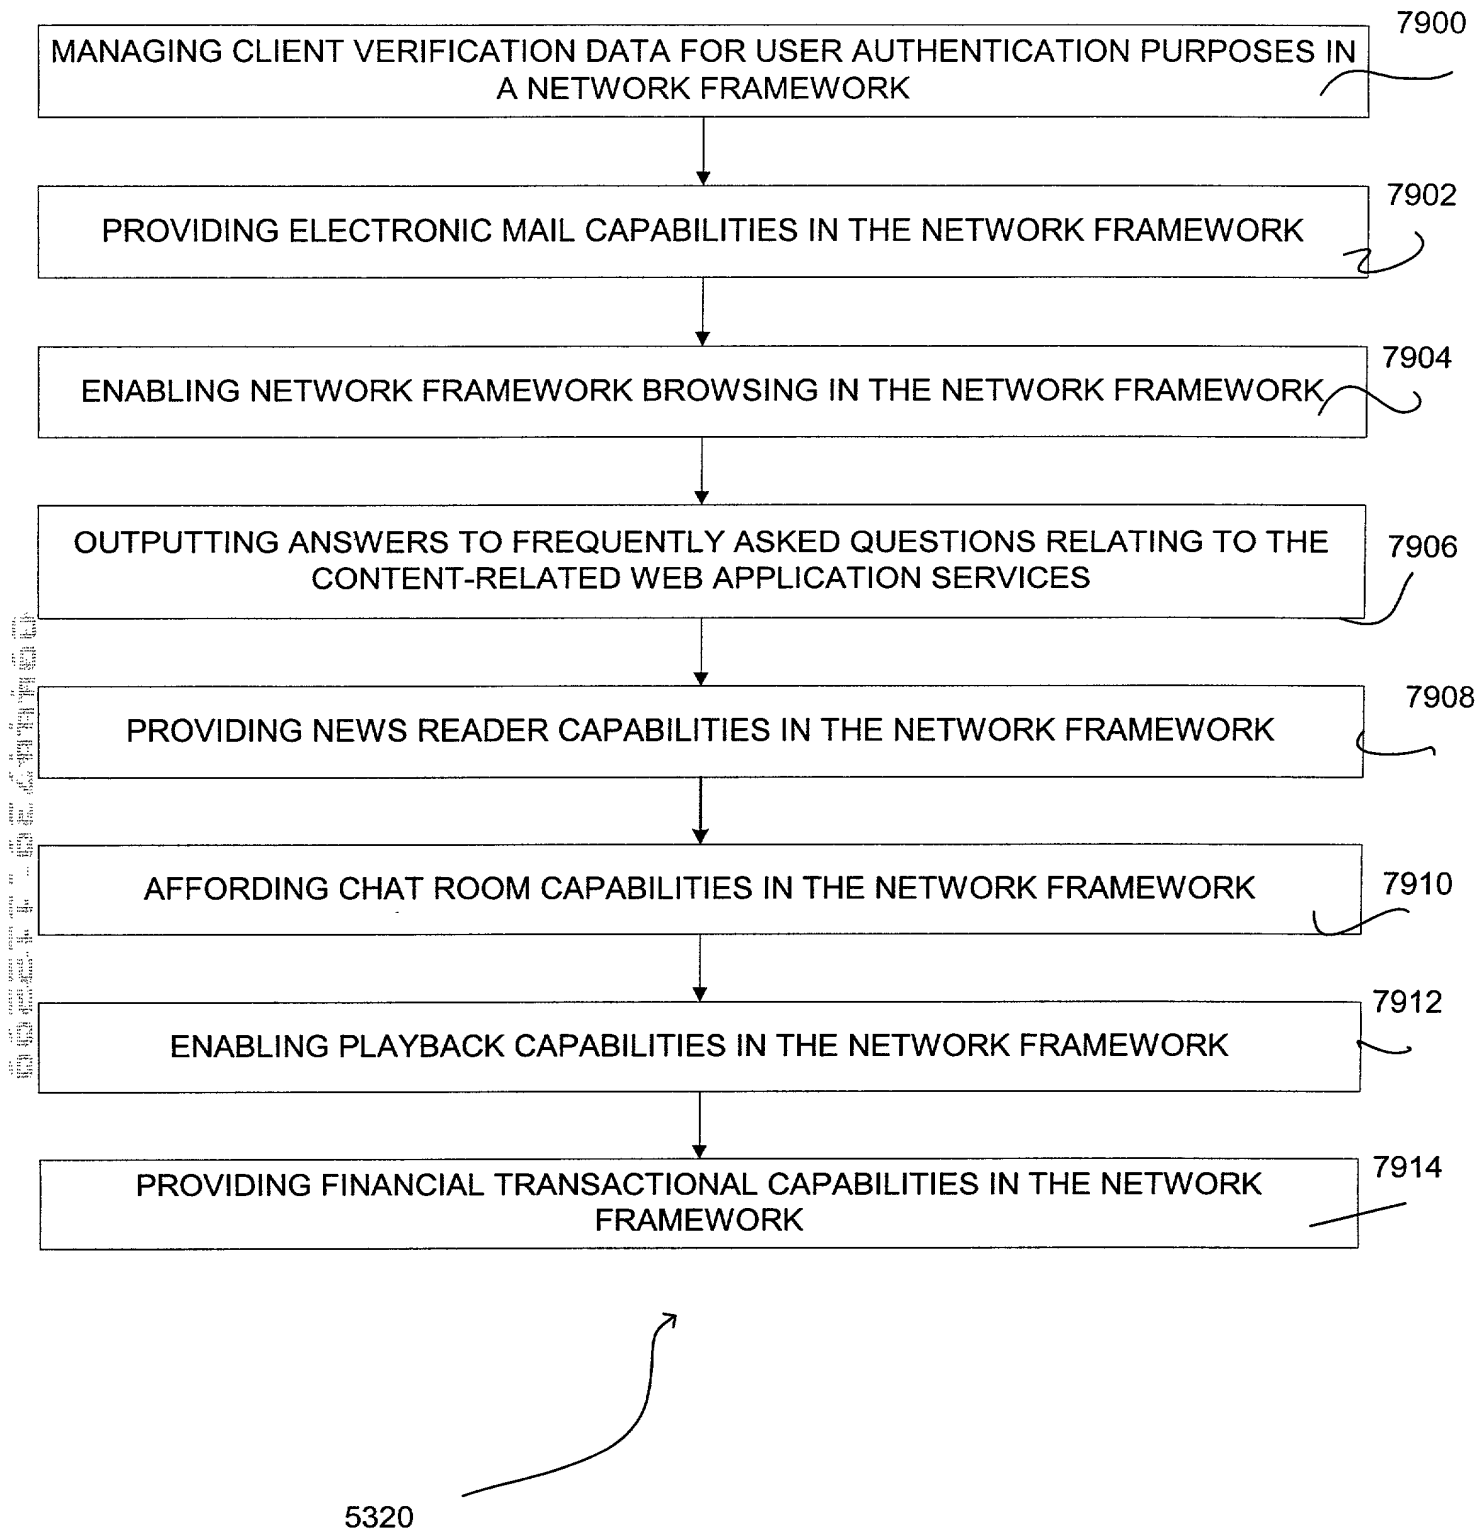 7900
MANAGING CLIENT VERIFICATION DATA FOR USER AUTHENTICATION PURPOSES IN
A NETWORK FRAMEWORK
7902
PROVIDING ELECTRONIC MAIL CAPABILITIES IN THE NETWORK FRAMEWORK
7904
ENABLING NETWORK FRAMEWORK BROWSING IN THE NETWORK FRAMEWORK
OUTPUTTING ANSWERS TO FREQUENTLY ASKED QUESTIONS RELATING TO THE
CONTENT-RELATED WEB APPLICATION SERVICES
7906
7908
PROVIDING NEWS READER CAPABILITIES IN THE NETWORK FRAMEWORK
AFFORDING CHAT ROOM CAPABILITIES IN THE NETWORK FRAMEWORK
7910
7912
ENABLING PLAYBACK CAPABILITIES IN THE NETWORK FRAMEWORK
7914
PROVIDING FINANCIAL TRANSACTIONAL CAPABILITIES IN THE NETWORK
FRAMEWORK
5320